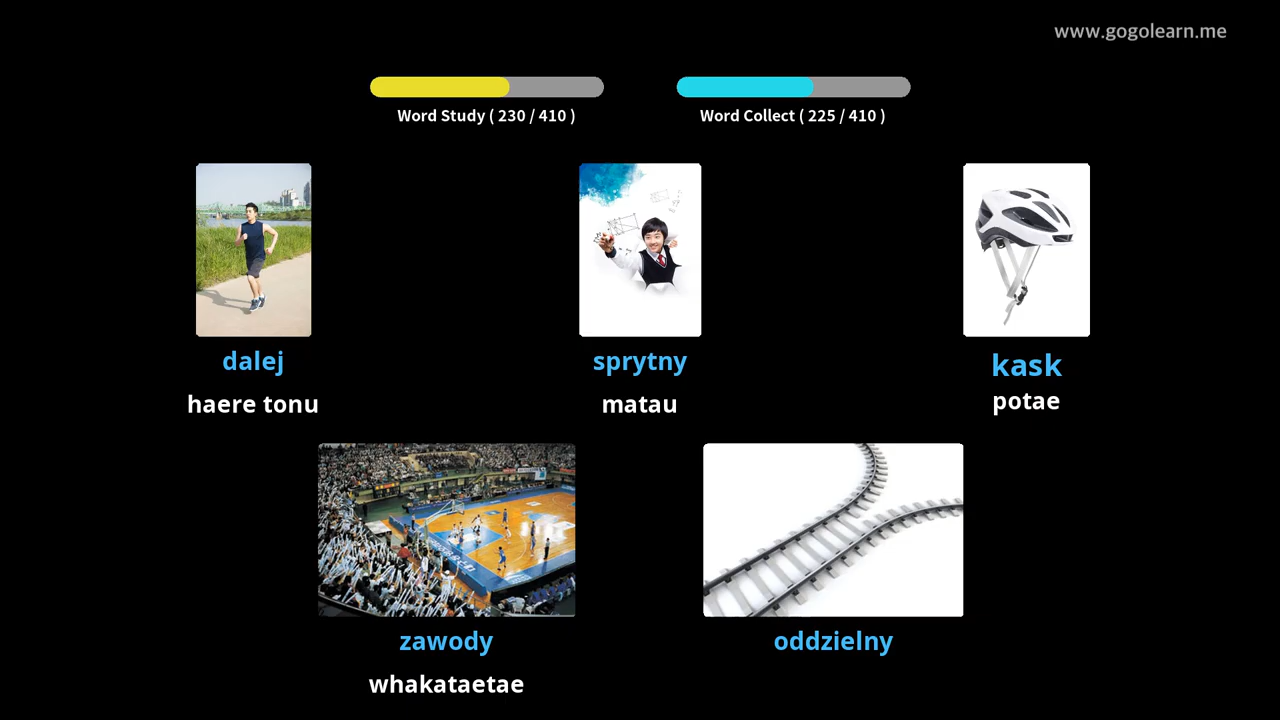 www.gogolearn.me
Word Study ( 230 / 410 )
Word Collect ( 225 / 410 )
dalej
haere tonu
sprytny
matau
kask
potae
zawody
whakataetae
oddzielny